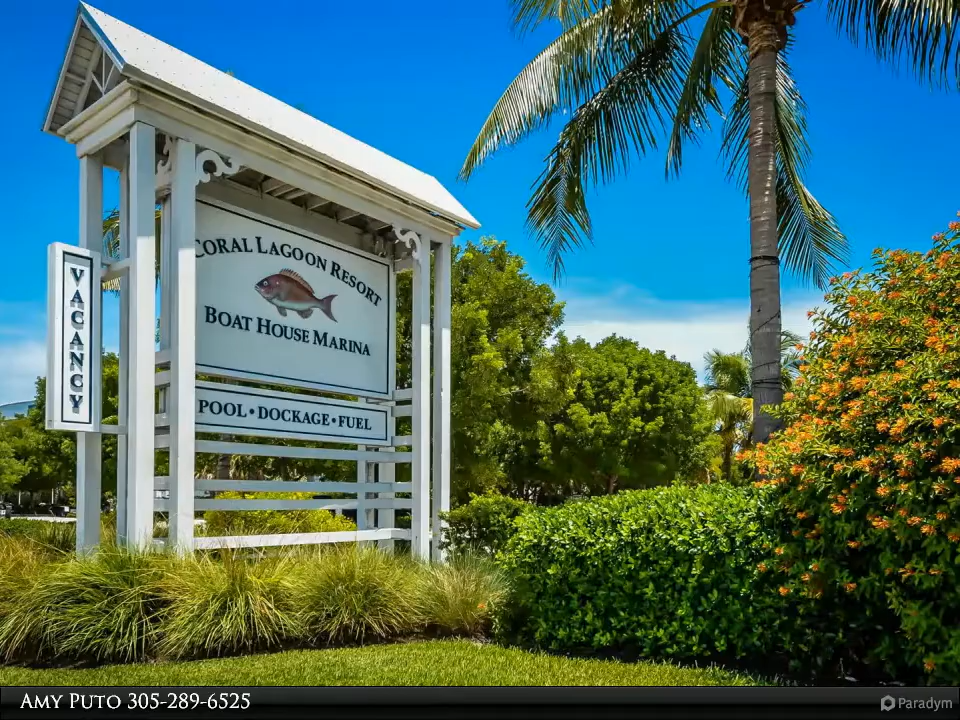 VACANCY
CORAL LAGOON RESORT
BOAT HOUSE MARINA
POOL • DOCKAGE • FUEL
AMY PUTO 305-289-6525
Paradym